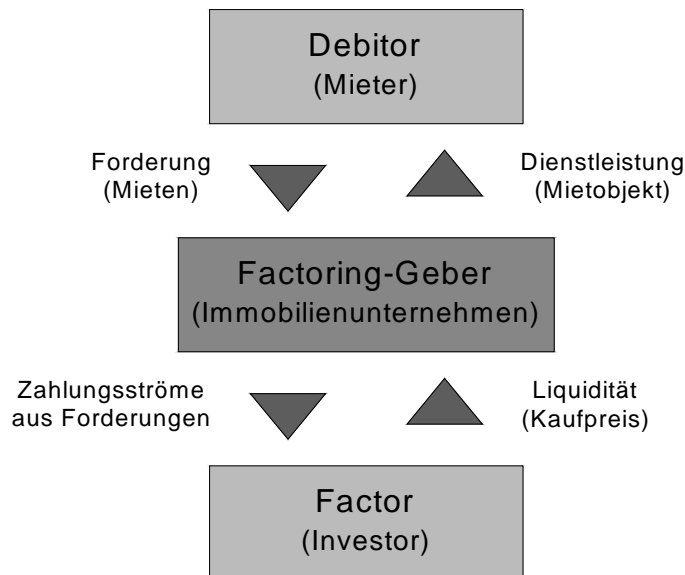 Debitor
(Mieter)
Forderung
(Mieten)
Dienstleistung
(Mietobjekt)
Factoring-Geber
(Immobilienunternehmen)
Zahlungsströme
aus Forderungen
Liquidität
(Kaufpreis)
Factor
(Investor)